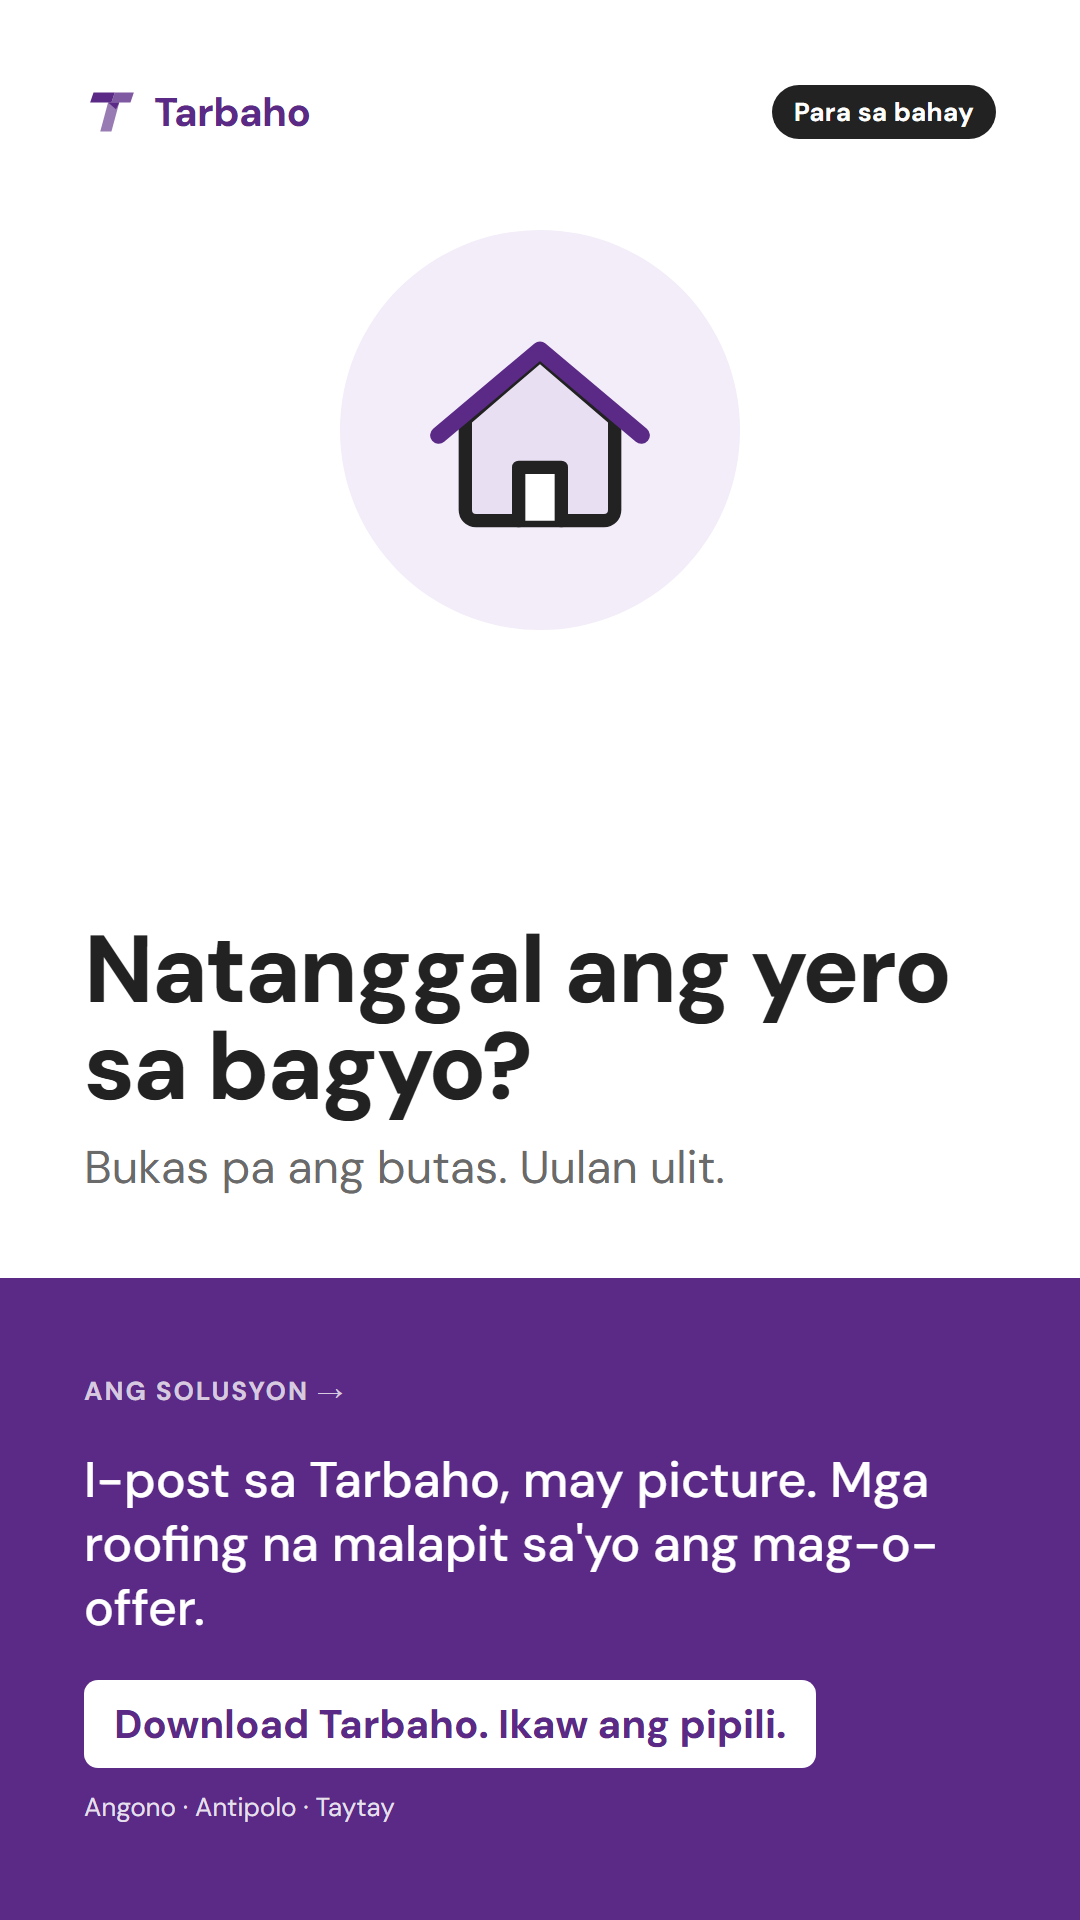 Tarbaho
Para sa bahay
Natanggal ang yero
sa bagyo?
Bukas pa ang butas. Uulan ulit.
ANG SOLUSYON →
I-post sa Tarbaho, may picture. Mga
roofing na malapit sa'yo ang mag-o-
offer.
Download Tarbaho. Ikaw ang pipili.
Angono · Antipolo · Taytay